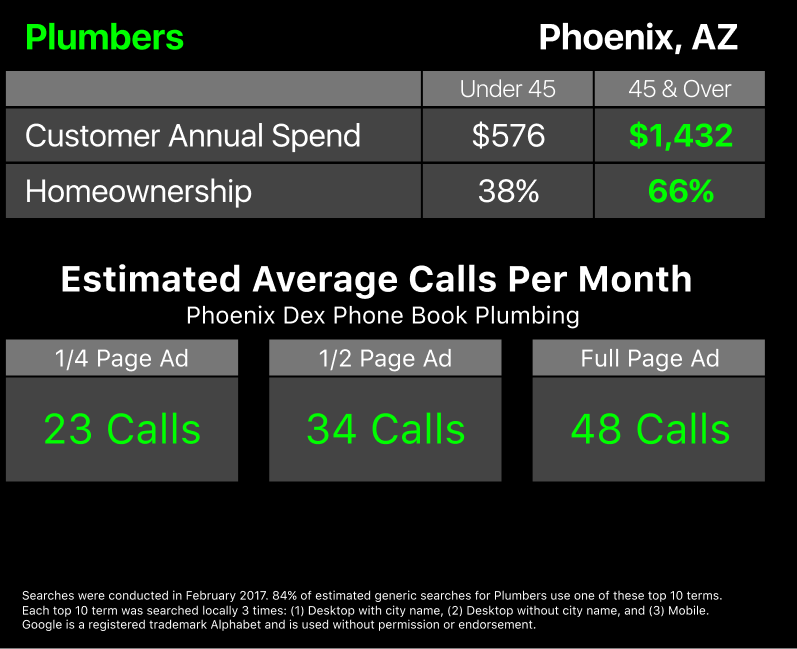 Plumbers Phoenix, AZ
Under 45 45 & Over
Customer Annual Spend $576 $1,432
Homeownership 38% 66%
Estimated Average Calls Per Month
Phoenix Dex Phone Book Plumbing
1/4 Page Ad 1/2 Page Ad Full Page Ad
23 Calls 34 Calls 48 Calls
Searches were conducted in February 2017. 84% of estimated generic searches for Plumbers use one of these top 10 terms.
Each top 10 term was searched locally 3 times: (1) Desktop with city name, (2) Desktop without city name, and (3) Mobile.
Google is a registered trademark Alphabet and is used without permission or endorsement.